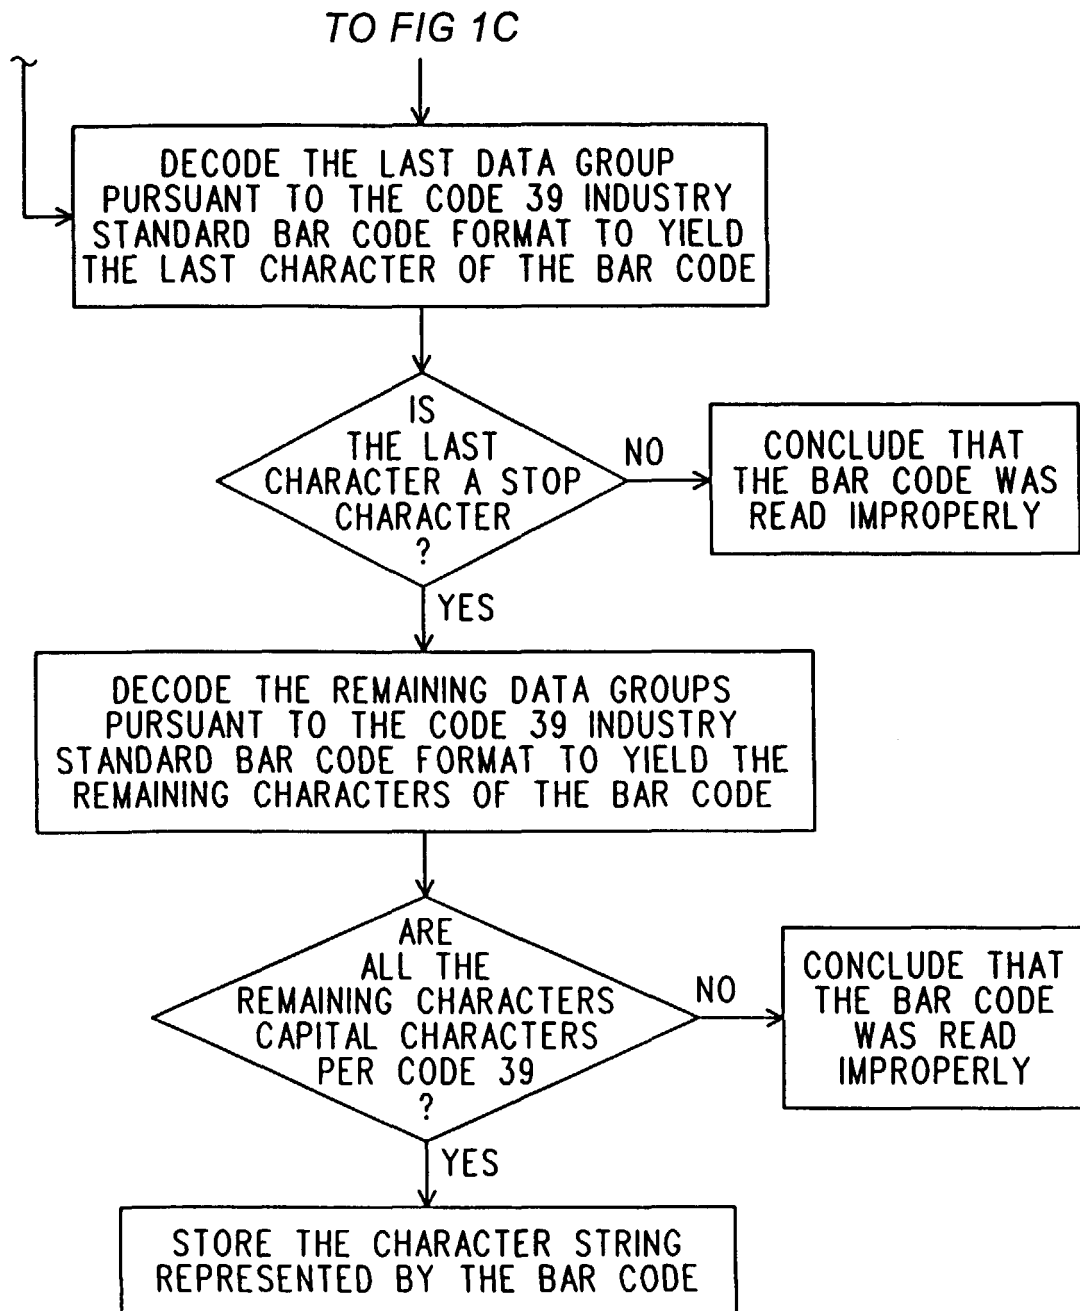 TO FIG 1C
DECODE THE LAST DATA GROUP
PURSUANT TO THE CODE 39 INDUSTRY
STANDARD BAR CODE FORMAT TO YIELD
THE LAST CHARACTER OF THE BAR CODE
IS
THE LAST
CHARACTER A STOP
CHARACTER
?
NO
CONCLUDE THAT
THE BAR CODE WAS
READ IMPROPERLY
YES
DECODE THE REMAINING DATA GROUPS
PURSUANT TO THE CODE 39 INDUSTRY
STANDARD BAR CODE FORMAT TO YIELD THE
REMAINING CHARACTERS OF THE BAR CODE
ARE
ALL THE
REMAINING CHARACTERS
CAPITAL CHARACTERS
PER CODE 39
?
NO
CONCLUDE THAT
THE BAR CODE
WAS READ
IMPROPERLY
YES
STORE THE CHARACTER STRING
REPRESENTED BY THE BAR CODE